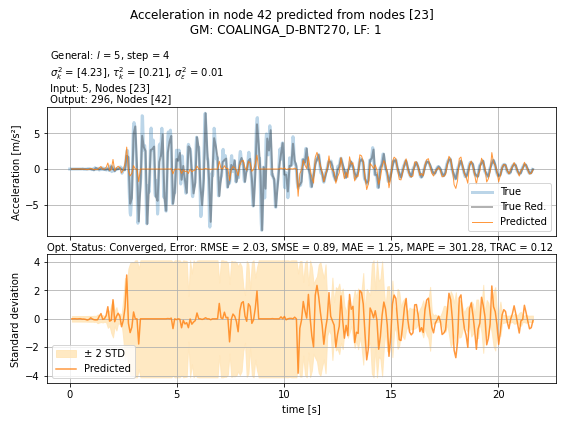 Acceleration in node 42 predicted from nodes [23]
GM: COALINGA_D-BNT270, LF: 1
General: l = 5, step = 4
σ²ₖ = [4.23], τ²ₖ = [0.21], σ²ε = 0.01
Input: 5, Nodes [23]
Output: 296, Nodes [42]
Acceleration [m/s²]
5
0
−5
True
True Red.
Predicted
Opt. Status: Converged, Error: RMSE = 2.03, SMSE = 0.89, MAE = 1.25, MAPE = 301.28, TRAC = 0.12
Standard deviation
4
2
0
−2
−4
± 2 STD
Predicted
0 5 10 15 20
time [s]